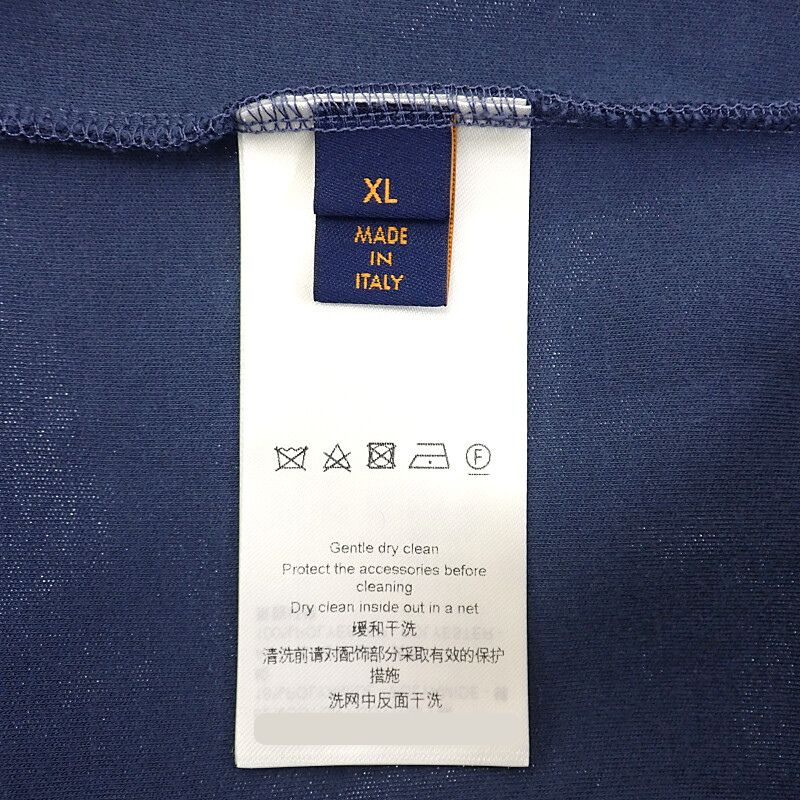 XL
MADE
IN
ITALY
F
Gentle dry clean
Protect the accessories before
cleaning
Dry clean inside out in a net
缓和干洗
清洗前请对配饰部分采取有效的保护
措施
洗网中反面干洗